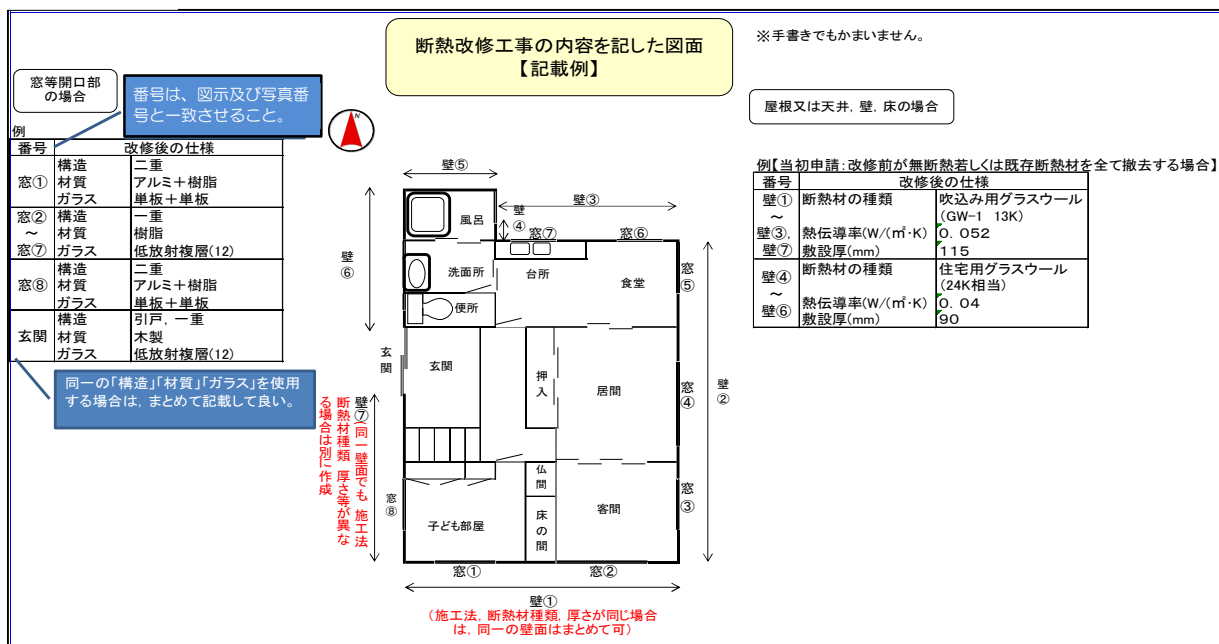 断熱改修工事の内容を記した図面
【記載例】
※手書きでもかまいません。
窓等開口部
の場合
番号は、図示及び写真番
号と一致させること。
屋根又は天井，壁，床の場合
例
番号 改修後の仕様
窓① 構造 二重
材質 アルミ＋樹脂
ガラス 単板＋単板
窓②～窓⑦ 構造 一重
材質 樹脂
ガラス 低放射複層(12)
窓⑧ 構造 二重
材質 アルミ＋樹脂
ガラス 単板＋単板
玄関 構造 引戸，一重
材質 木製
ガラス 低放射複層(12)
同一の「構造」「材質」「ガラス」を使用
する場合は，まとめて記載して良い。
N
壁⑤
壁③
壁④
壁⑥
風呂
窓⑦
窓⑥
洗面所
台所
食堂
窓⑤
便所
玄関
玄関
押入
居間
窓④
壁②
壁⑦(同一壁面でも，施工法
断熱材種類，厚さ等が異な
る場合は別に作成
仏間
窓③
窓⑧
子ども部屋
床の間
客間
窓①
窓②
壁①
（施工法，断熱材種類，厚さが同じ場合
は，同一の壁面はまとめて可）
例【当初申請：改修前が無断熱若しくは既存断熱材を全て撤去する場合】
番号 改修後の仕様
壁①～壁③，壁⑦ 断熱材の種類 吹込み用グラスウール
(GW-1 13K)
熱伝導率(W/(㎡・K) 0．052
敷設厚(mm) 115
壁④～壁⑥ 断熱材の種類 住宅用グラスウール
(24K相当)
熱伝導率(W/(㎡・K) 0．04
敷設厚(mm) 90